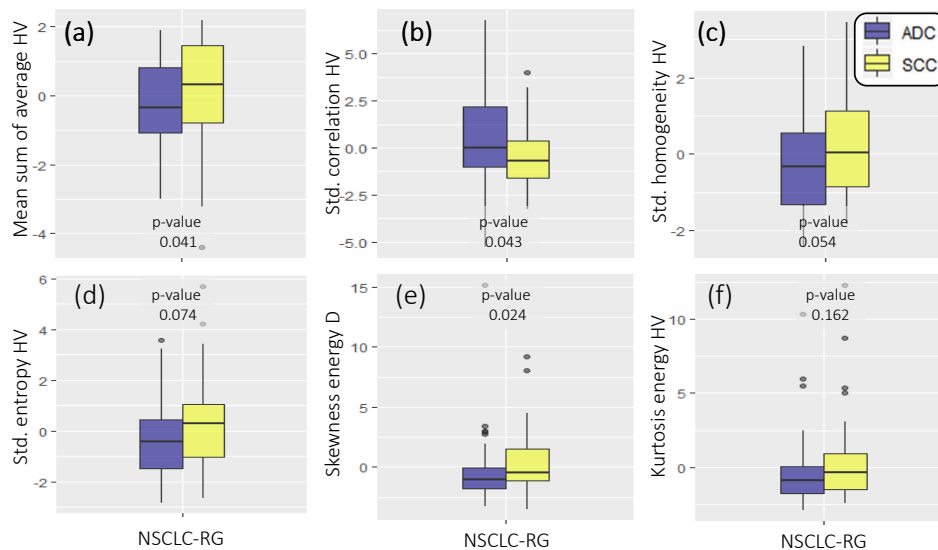 (a)
Mean sum of average HV
2
0
-2
-4
p-value
0.041
(b)
Std. correlation HV
5.0
2.5
0.0
-2.5
-5.0
p-value
0.043
(c)
Std. homogeneity HV
2
0
-2
p-value
0.054
ADC
SCC
(d)
Std. entropy HV
6
4
2
0
-2
p-value
0.074
NSCLC-RG
(e)
Skewness energy D
15
10
5
0
p-value
0.024
NSCLC-RG
(f)
Kurtosis energy HV
10
5
0
p-value
0.162
NSCLC-RG